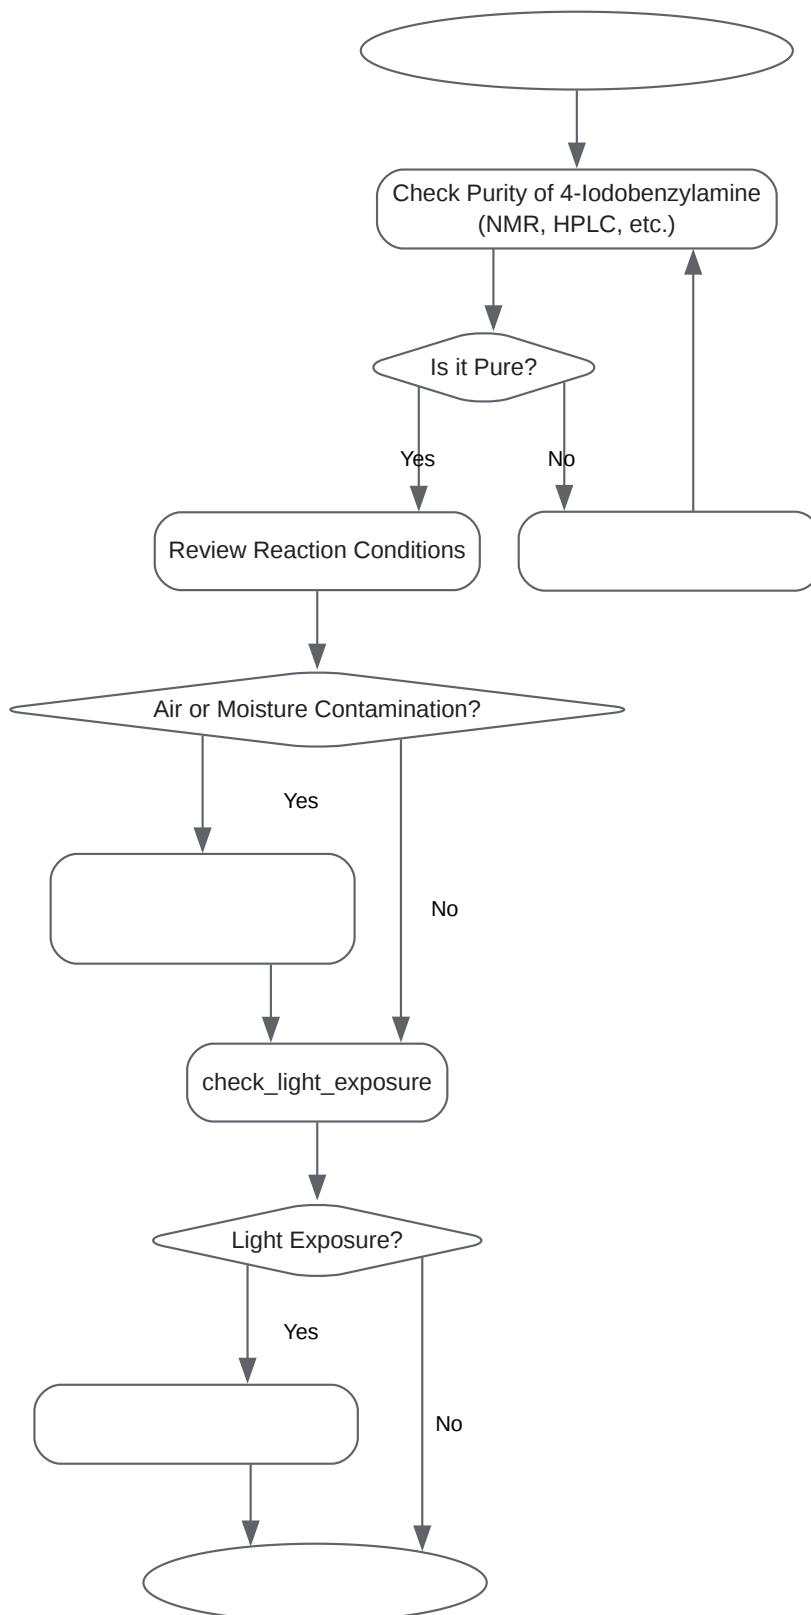 Check Purity of 4-Iodobenzylamine
(NMR, HPLC, etc.)
Is it Pure?
Yes
No
Review Reaction Conditions
Air or Moisture Contamination?
Yes
No
check_light_exposure
Light Exposure?
Yes
No